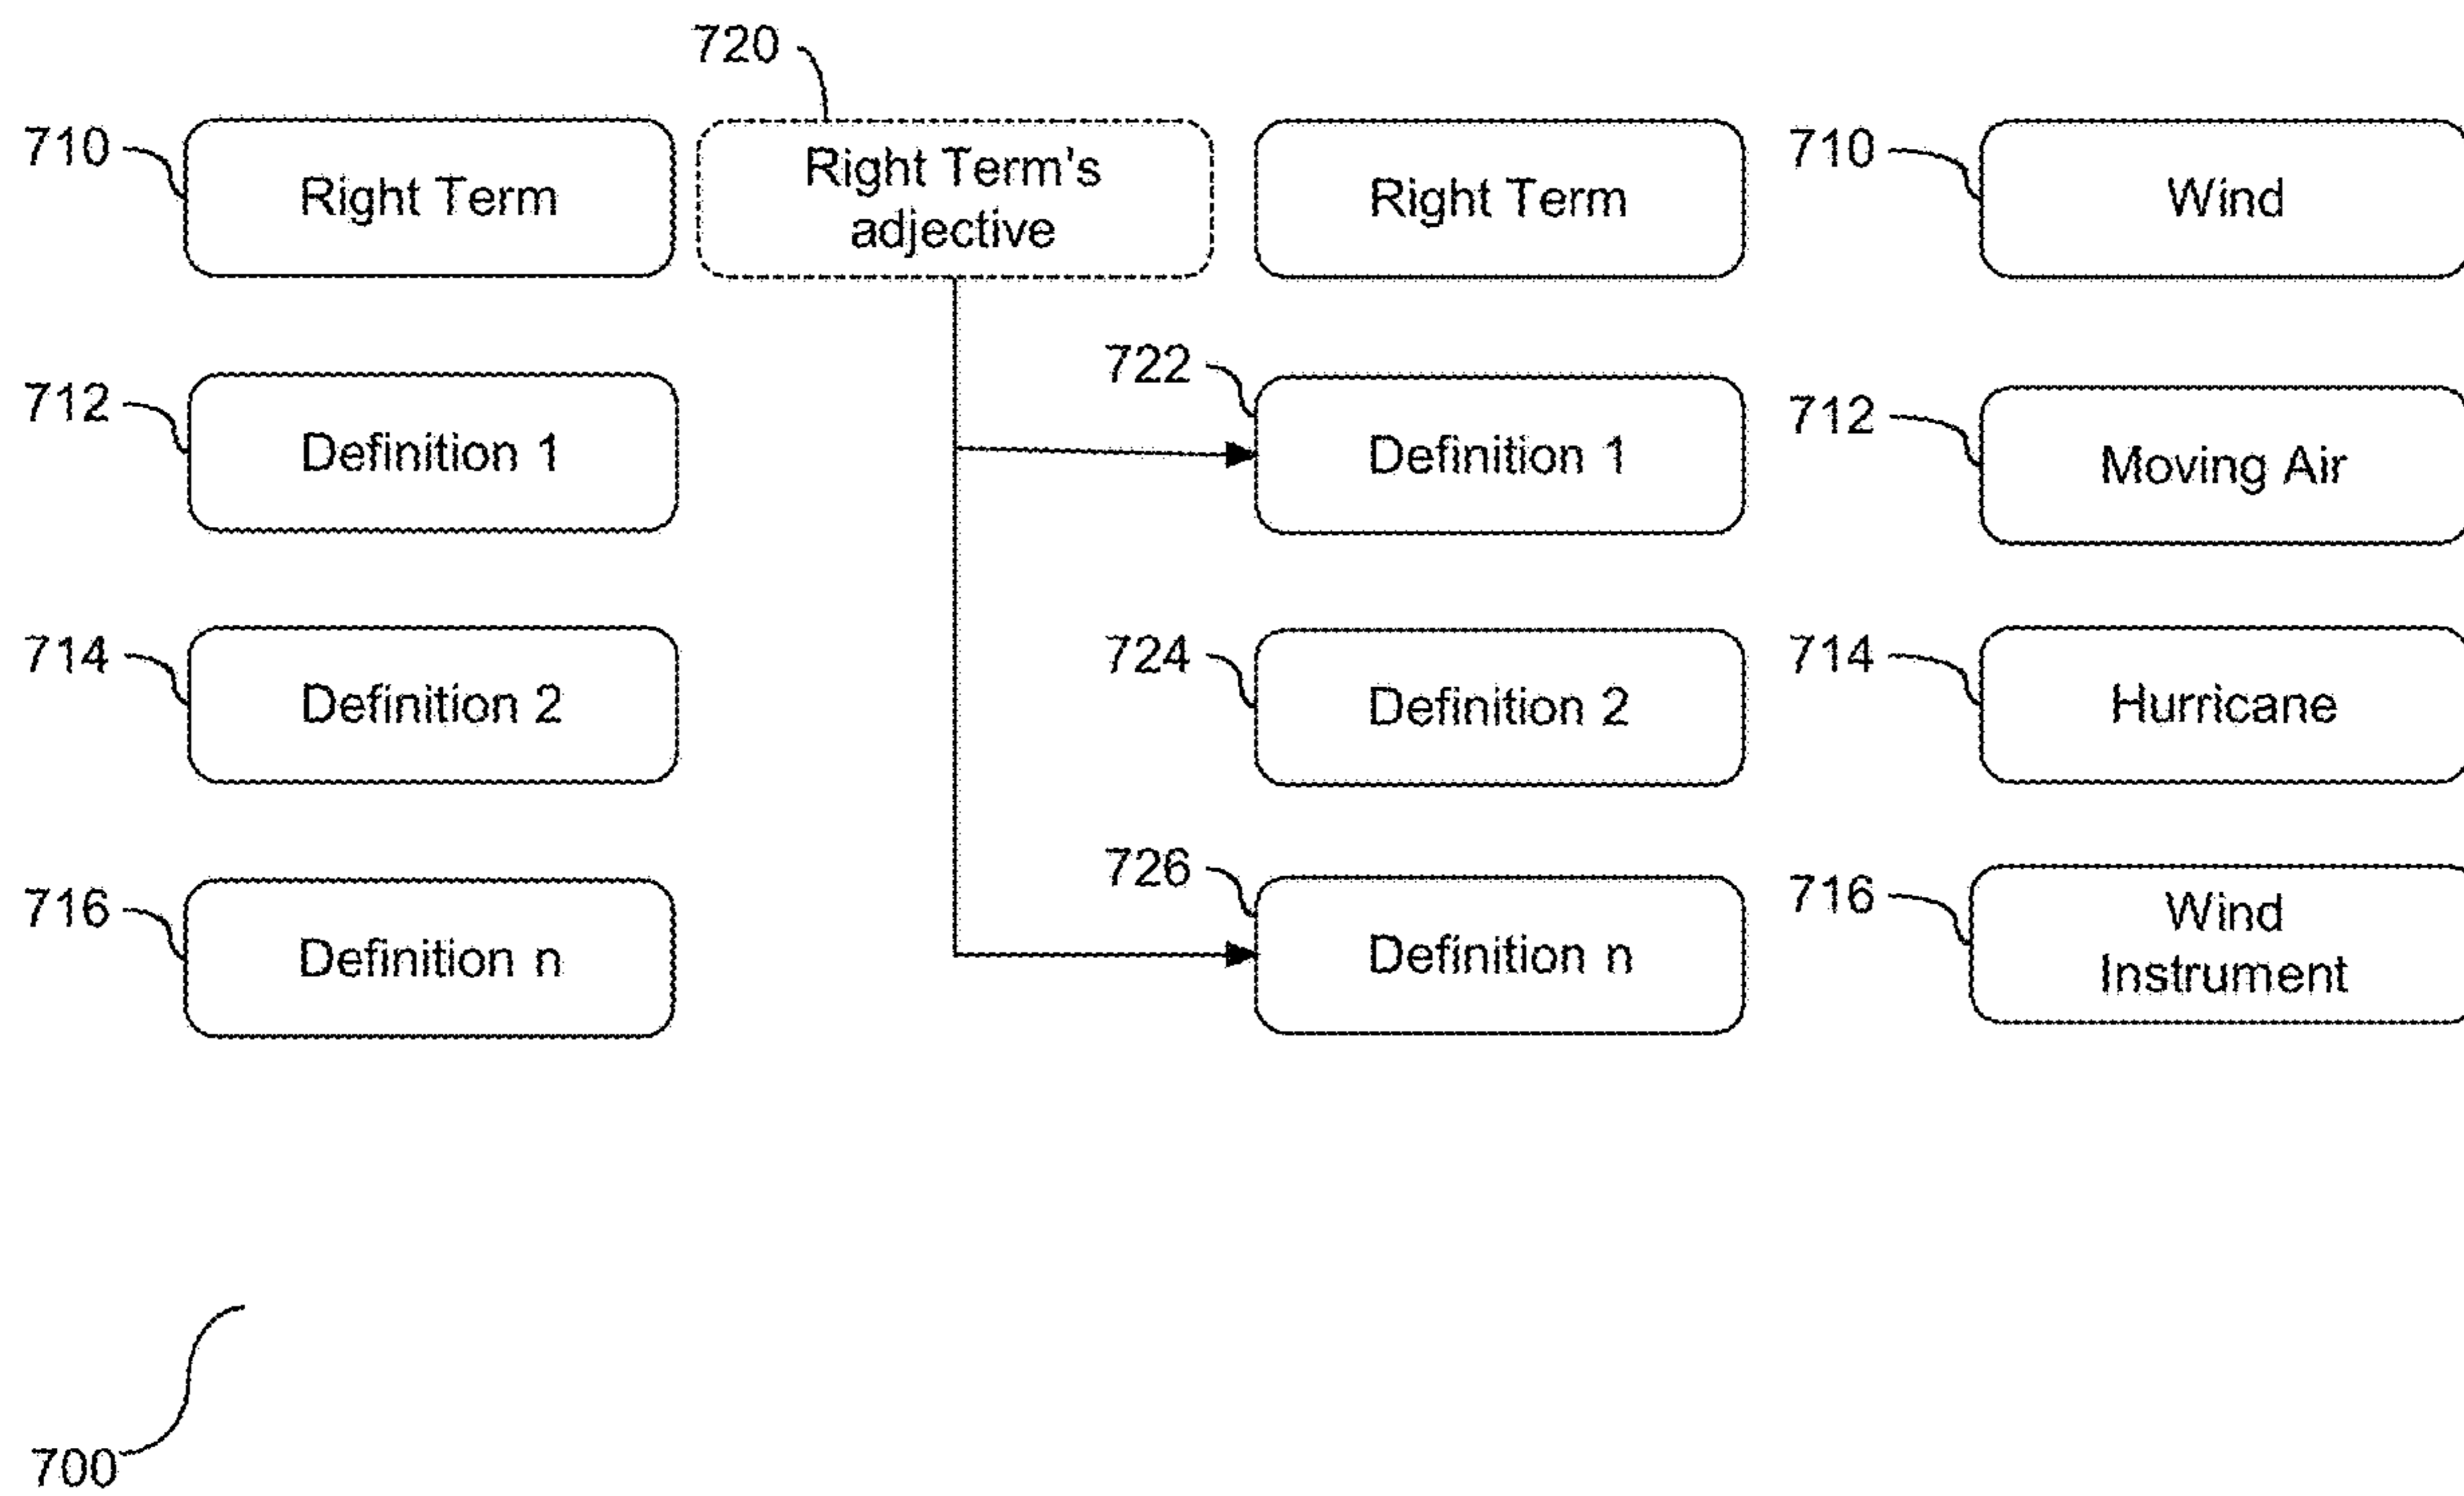 720
710
Right Term
Right Term's
adjective
Right Term
710
Wind
712
Definition 1
722
Definition 1
712
Moving Air
714
Definition 2
724
Definition 2
714
Hurricane
716
Definition n
726
Definition n
716
Wind
Instrument
700